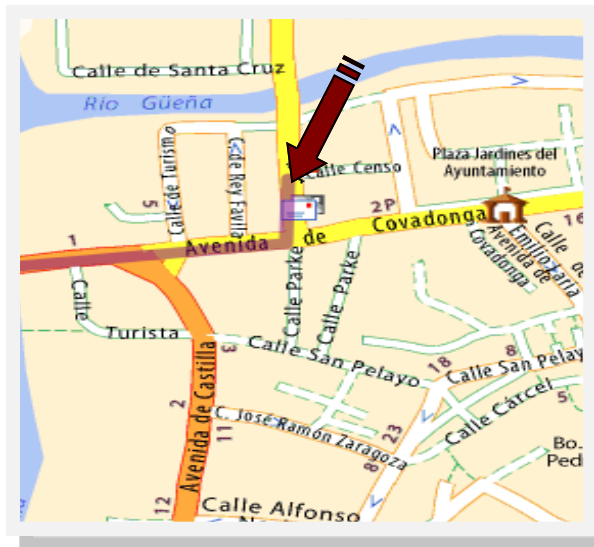 Calle de Santa Cruz
Río Güeña
Calle de Turismo
C de Rey Favila
Calle Censo
Plaza Jardines del
Ayuntamiento
5
2P
1
Avenida de Covadonga
16
Calle Parke
Calle Parke
Avenida de
Covadonga
Emilio Laria
Calle de
Calle
Turista
3
Calle San Pelayo
18
8
Calle San Pelay
Avenida de Castilla
2
11
C. José Ramón Zaragoza
23
8
Calle Cárcel
5
Bo.
Ped
12
Calle Alfonso